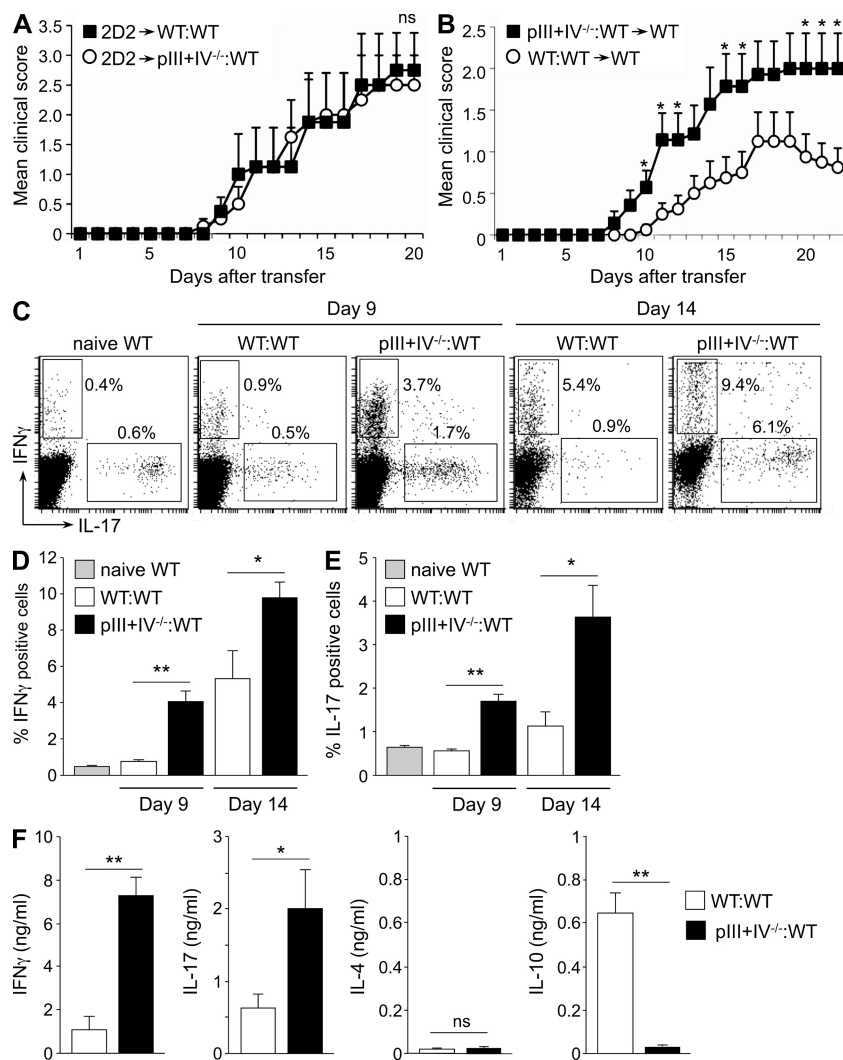 A
3.5
3.0
2.5
2.0
1.5
1.0
0.5
0
Mean clinical score
2D2→WT:WT
2D2→pIII+IV-/-:WT
ns
1 5 10 15 20
Days after transfer
B
2.5
2.0
1.5
1.0
0.5
0
Mean clinical score
pIII+IV-/-:WT→WT
WT:WT→WT
* * * * * * * *
1 5 10 15 20
Days after transfer
C
Day 9 Day 14
naive WT WT:WT pIII+IV-/-:WT WT:WT pIII+IV-/-:WT
0.4% 0.9% 3.7% 5.4% 9.4%
0.6% 0.5% 1.7% 0.9% 6.1%
IFNγ
IL-17
D
12
10
8
6
4
2
0
% IFNγ positive cells
naive WT
WT:WT
pIII+IV-/-:WT
**
*
Day 9 Day 14
E
5
4
3
2
1
0
% IL-17 positive cells
naive WT
WT:WT
pIII+IV-/-:WT
**
*
Day 9 Day 14
F
10
8
6
4
2
0
IFNγ (ng/ml)
**
3
2
1
0
IL-17 (ng/ml)
*
1
0.8
0.6
0.4
0.2
0
IL-4 (ng/ml)
ns
1
0.8
0.6
0.4
0.2
0
IL-10 (ng/ml)
**
WT:WT
pIII+IV-/-:WT